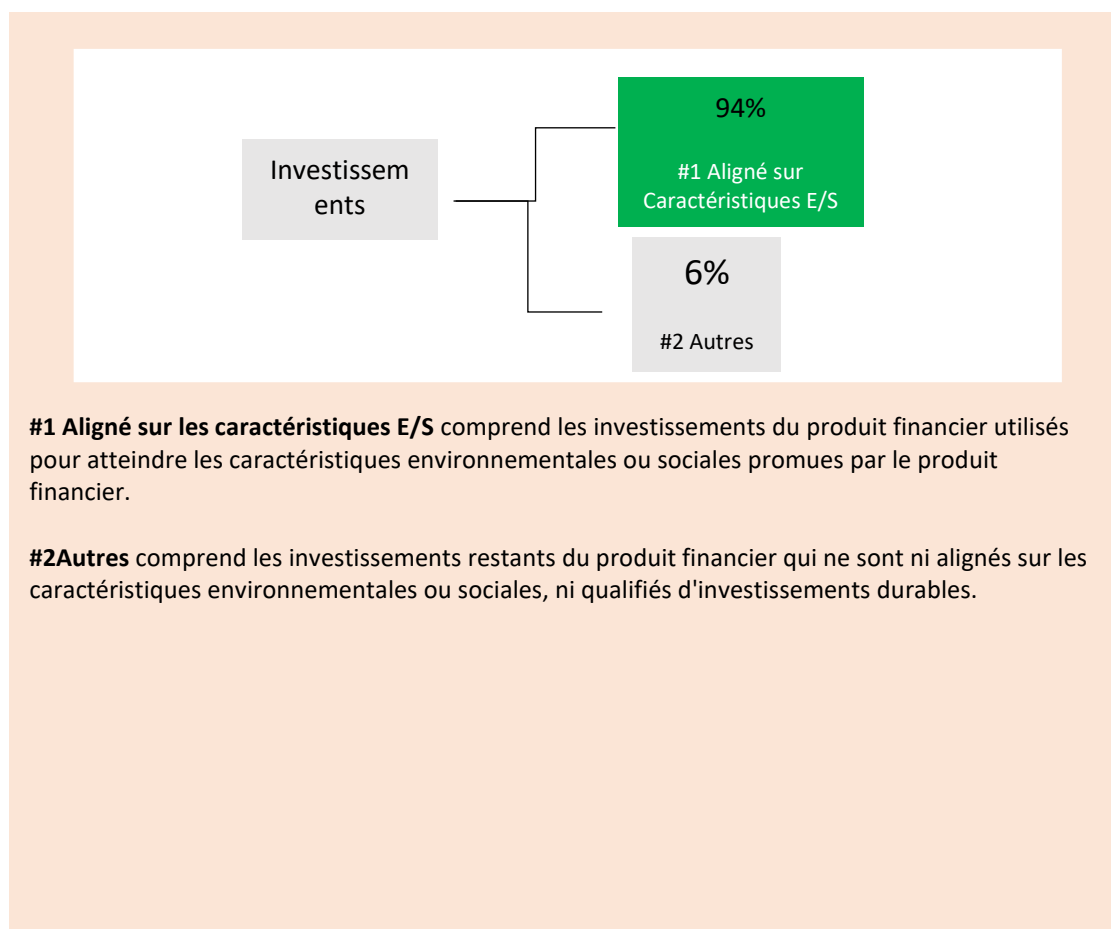 Investissem
ents
94%
#1 Aligné sur
Caractéristiques E/S
6%
#2 Autres
#1 Aligné sur les caractéristiques E/S comprend les investissements du produit financier utilisés
pour atteindre les caractéristiques environnementales ou sociales promues par le produit
financier.
#2Autres comprend les investissements restants du produit financier qui ne sont ni alignés sur les
caractéristiques environnementales ou sociales, ni qualifiés d'investissements durables.